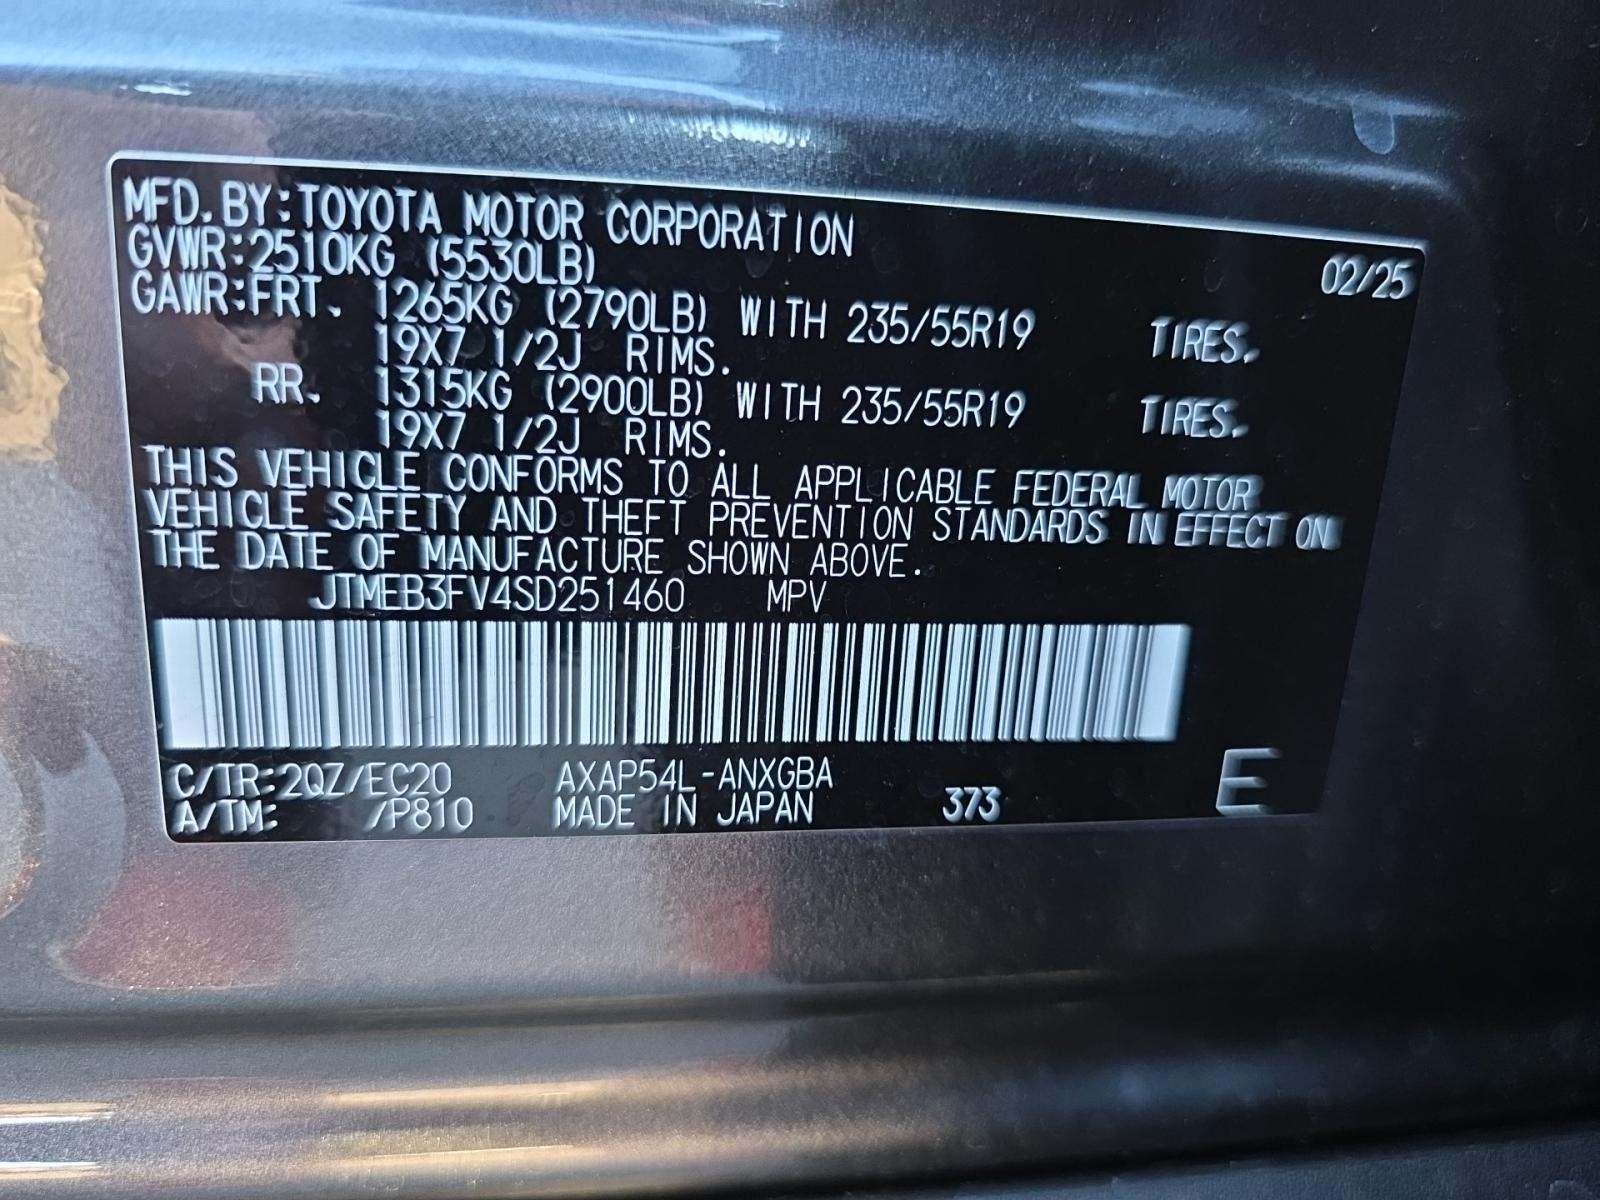 MFD. BY:TOYOTA MOTOR CORPORATION 02/25
GVWR:2510KG (5530LB)
GAWR:FRT. 1265KG (2790LB) WITH 235/55R19 TIRES.
19X7 1/2J RIMS.
RR. 1315KG (2900LB) WITH 235/55R19 TIRES.
19X7 1/2J RIMS.
THIS VEHICLE CONFORMS TO ALL APPLICABLE FEDERAL MOTOR
VEHICLE SAFETY AND THEFT PREVENTION STANDARDS IN EFFECT ON
THE DATE OF MANUFACTURE SHOWN ABOVE.
JTMEB3FV4SD251460 MPV
C/TR:2QZ/EC20 AXAP54L-ANXGBA E
A/TM: /P810 MADE IN JAPAN 373